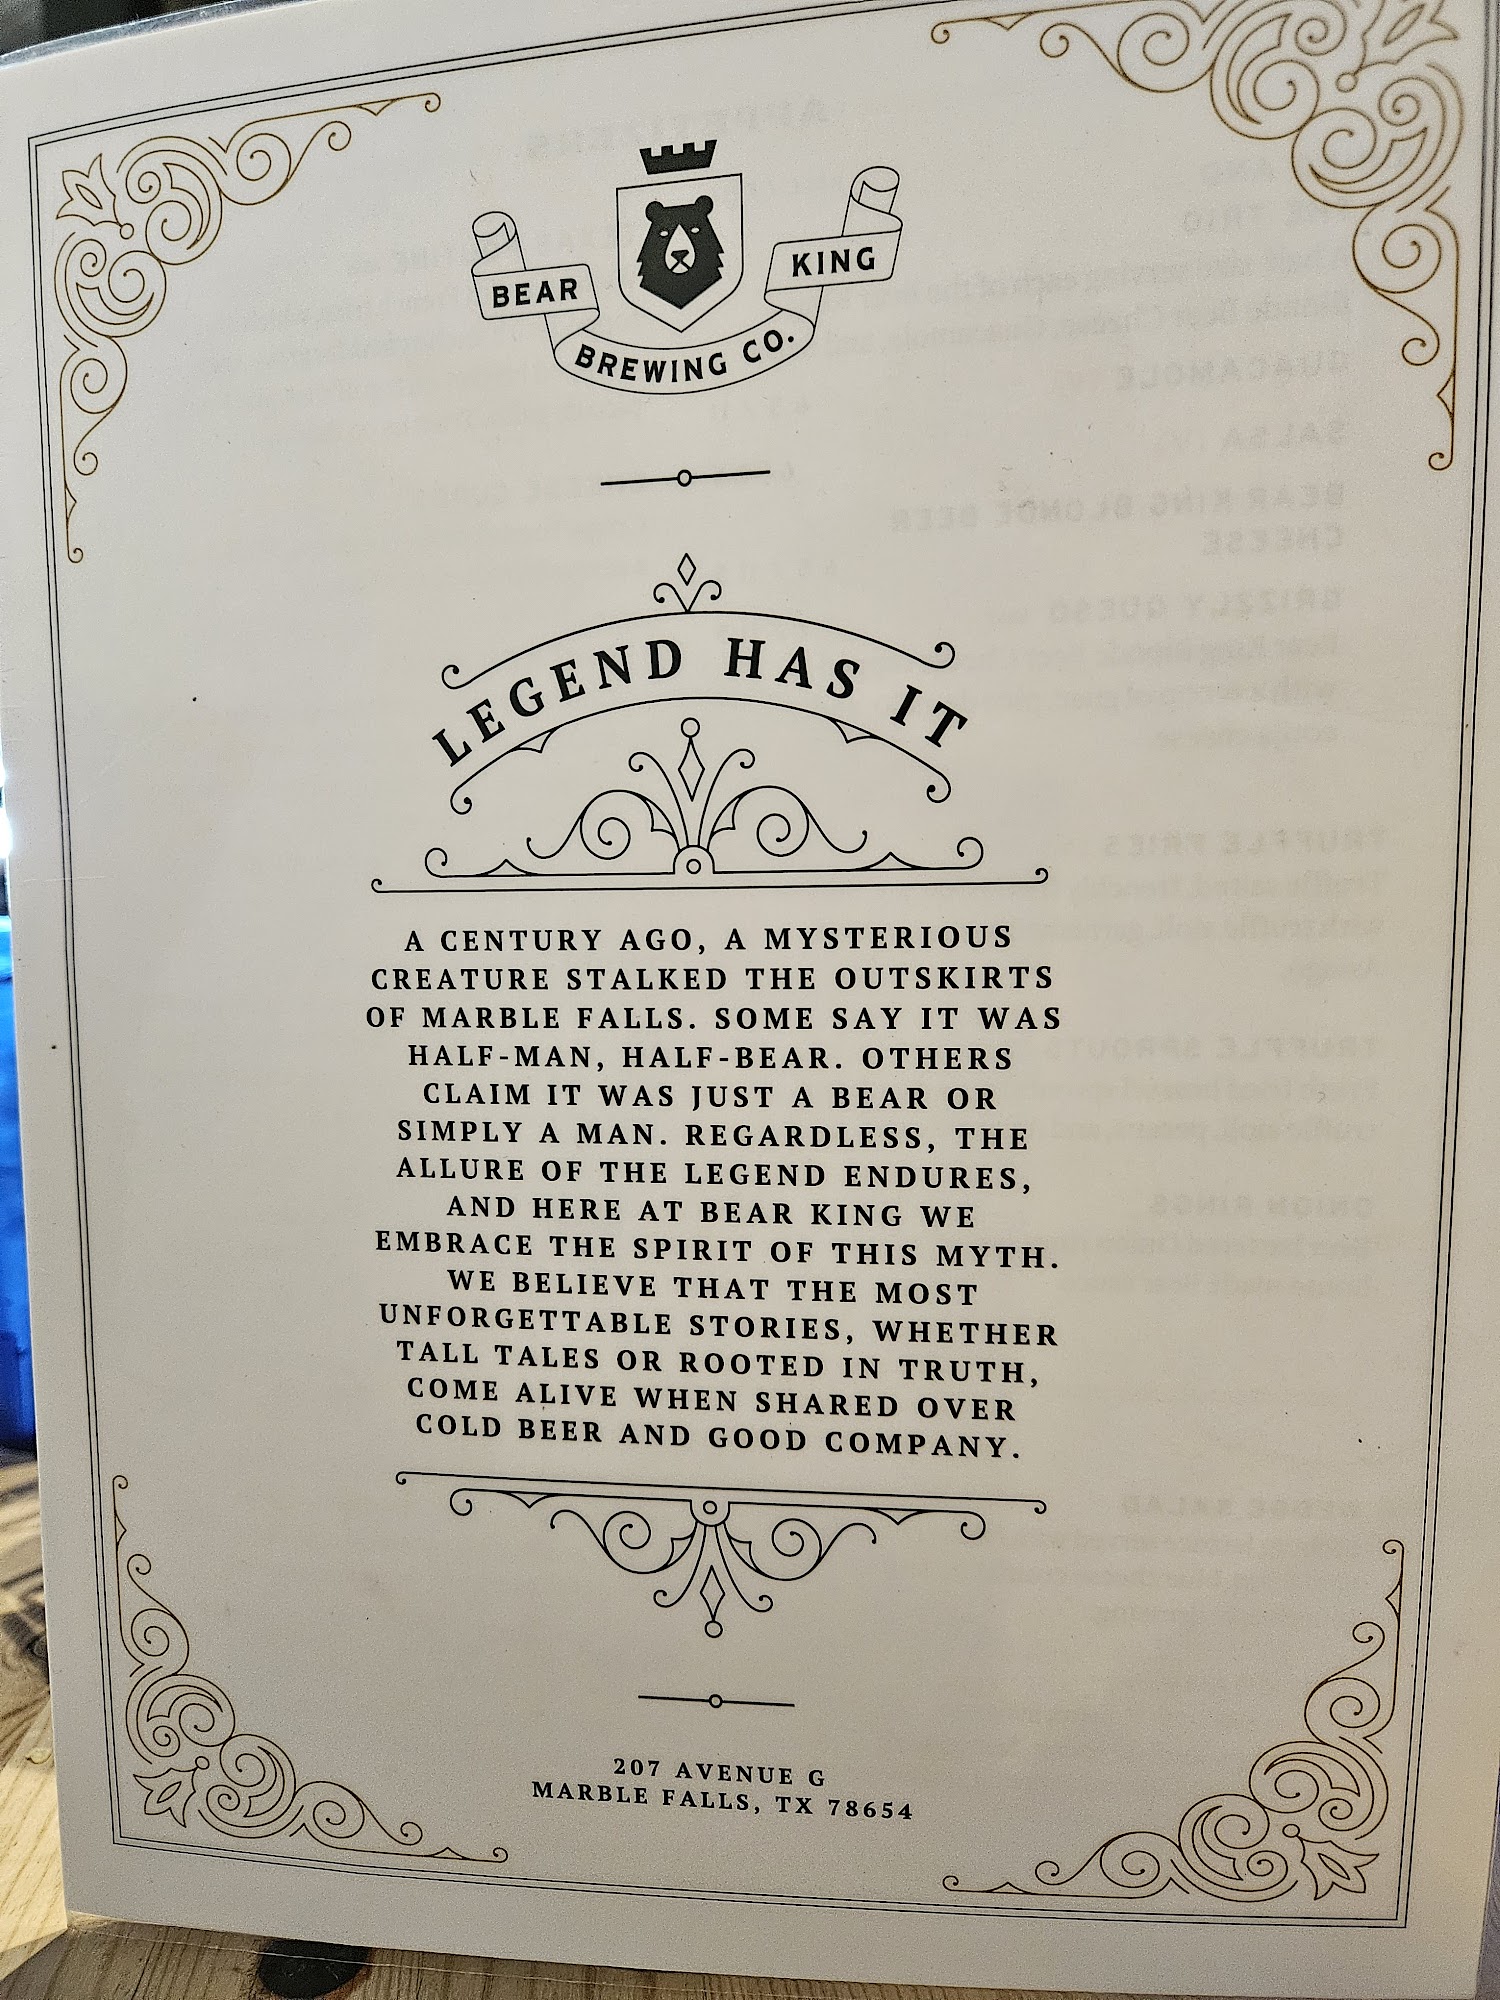 BEAR KING
BREWING CO.
LEGEND HAS IT
A CENTURY AGO, A MYSTERIOUS
CREATURE STALKED THE OUTSKIRTS
OF MARBLE FALLS. SOME SAY IT WAS
HALF-MAN, HALF-BEAR. OTHERS
CLAIM IT WAS JUST A BEAR OR
SIMPLY A MAN. REGARDLESS, THE
ALLURE OF THE LEGEND ENDURES,
AND HERE AT BEAR KING WE
EMBRACE THE SPIRIT OF THIS MYTH.
WE BELIEVE THAT THE MOST
UNFORGETTABLE STORIES, WHETHER
TALL TALES OR ROOTED IN TRUTH,
COME ALIVE WHEN SHARED OVER
COLD BEER AND GOOD COMPANY.
207 AVENUE G
MARBLE FALLS, TX 78654